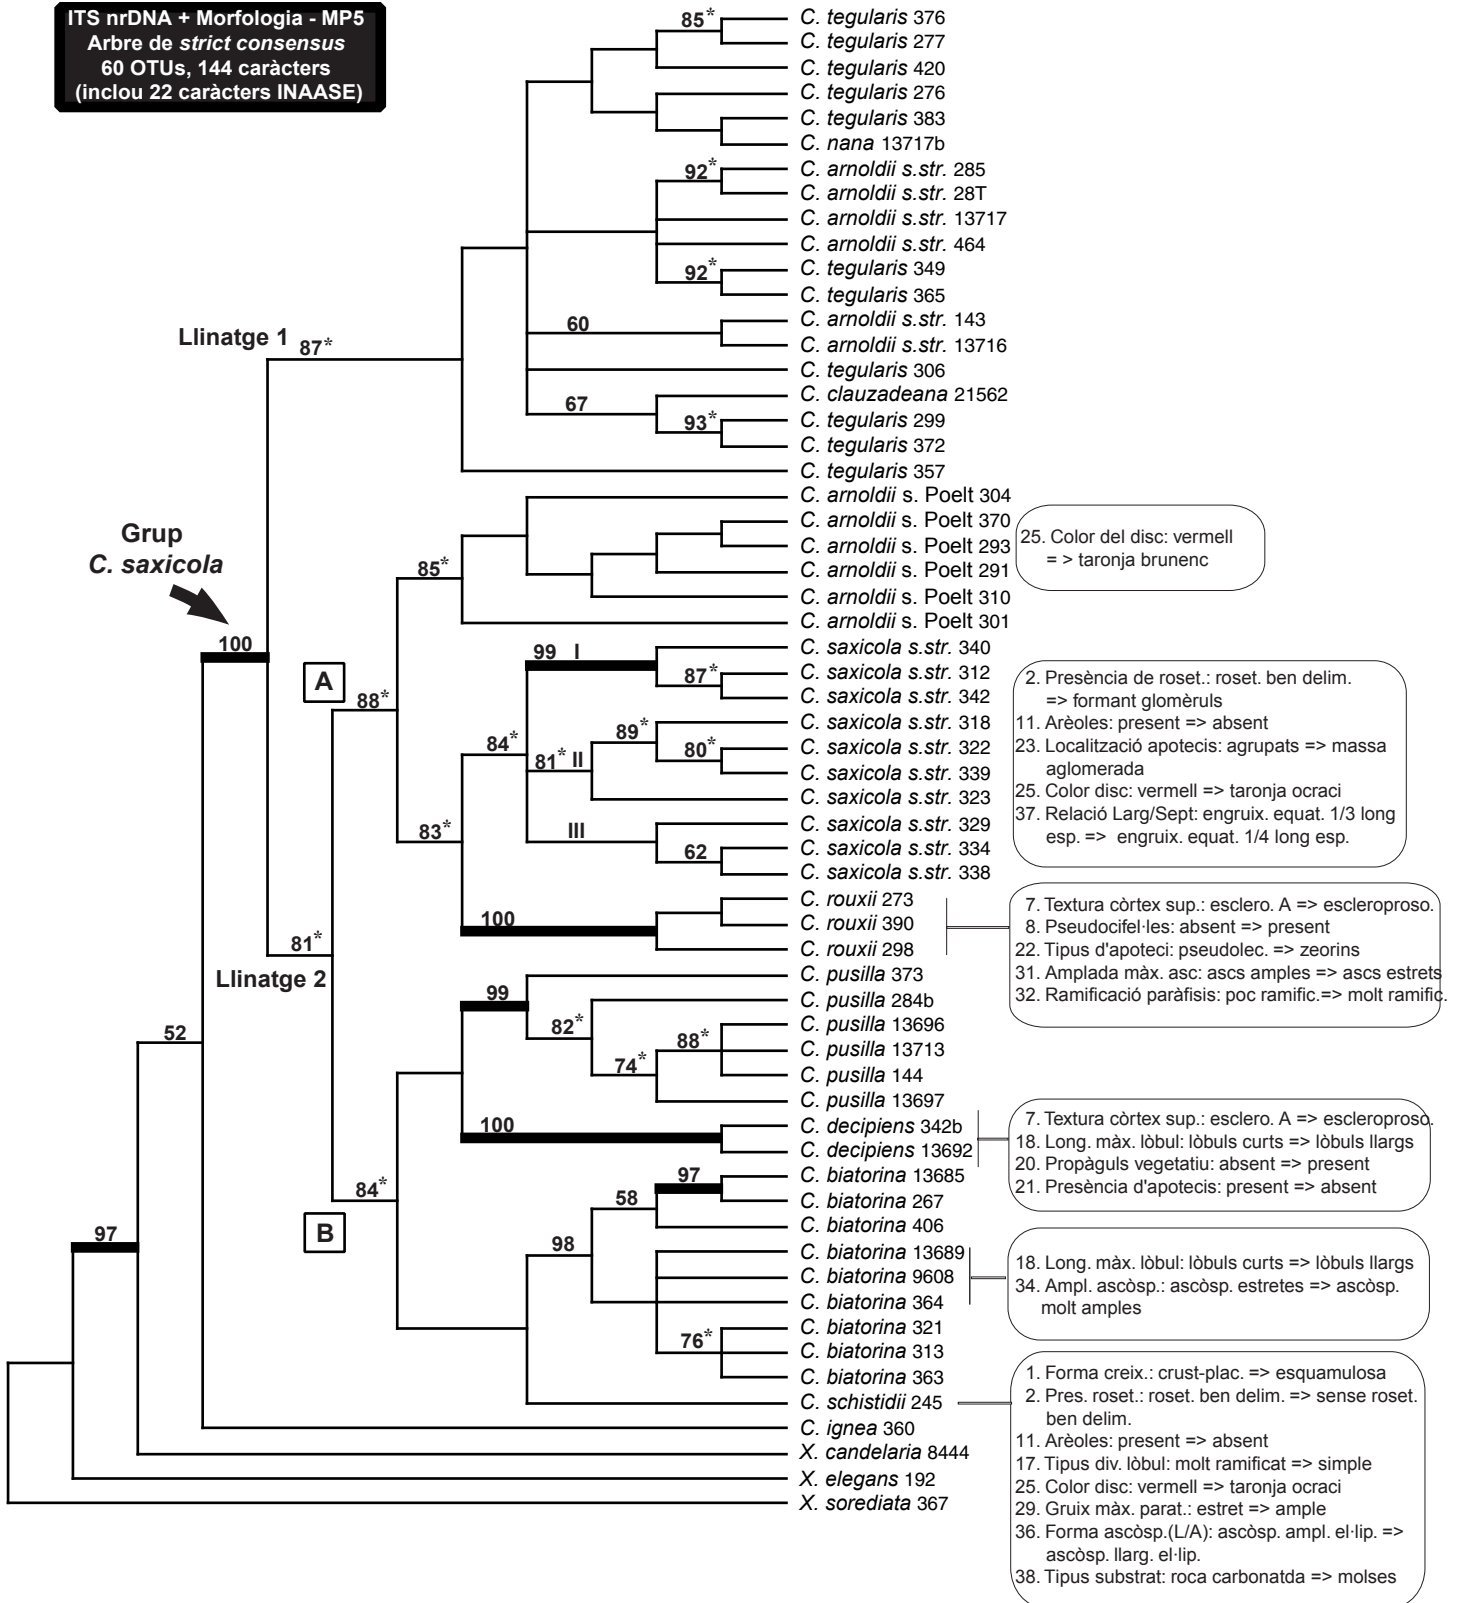 ITS nrDNA + Morfologia - MP5
Arbre de strict consensus
60 OTUs, 144 caràcters
(inclou 22 caràcters INAASE)
Llinatge 1
87*
Grup
C. saxicola
100
Llinatge 2
81*
52
97
A
88*
B
84*
85*
92*
92*
60
67
93*
85*
83*
84*
99 I
87*
81* II
89*
80*
III
62
100
99
82*
74*
88*
100
98
58
97
76*
C. tegularis 376
C. tegularis 277
C. tegularis 420
C. tegularis 276
C. tegularis 383
C. nana 13717b
C. arnoldii s.str. 285
C. arnoldii s.str. 28T
C. arnoldii s.str. 13717
C. arnoldii s.str. 464
C. tegularis 349
C. tegularis 365
C. arnoldii s.str. 143
C. arnoldii s.str. 13716
C. tegularis 306
C. clauzadeana 21562
C. tegularis 299
C. tegularis 372
C. tegularis 357
C. arnoldii s. Poelt 304
C. arnoldii s. Poelt 370
C. arnoldii s. Poelt 293
C. arnoldii s. Poelt 291
C. arnoldii s. Poelt 310
C. arnoldii s. Poelt 301
C. saxicola s.str. 340
C. saxicola s.str. 312
C. saxicola s.str. 342
C. saxicola s.str. 318
C. saxicola s.str. 322
C. saxicola s.str. 339
C. saxicola s.str. 323
C. saxicola s.str. 329
C. saxicola s.str. 334
C. saxicola s.str. 338
C. rouxii 273
C. rouxii 390
C. rouxii 298
C. pusilla 373
C. pusilla 284b
C. pusilla 13696
C. pusilla 13713
C. pusilla 144
C. pusilla 13697
C. decipiens 342b
C. decipiens 13692
C. biatorina 13685
C. biatorina 267
C. biatorina 406
C. biatorina 13689
C. biatorina 9608
C. biatorina 364
C. biatorina 321
C. biatorina 313
C. biatorina 363
C. schistidii 245
C. ignea 360
X. candelaria 8444
X. elegans 192
X. sorediata 367
25. Color del disc: vermell
= > taronja brunenc
2. Presència de roset.: roset. ben delim.
=> formant glomèruls
11. Arèoles: present => absent
23. Localització apotecis: agrupats => massa
aglomerada
25. Color disc: vermell => taronja ocraci
37. Relació Larg/Sept: engruix. equat. 1/3 long
esp. => engruix. equat. 1/4 long esp.
7. Textura còrtex sup.: esclero. A => escleroproso.
8. Pseudocifel·les: absent => present
22. Tipus d'apoteci: pseudolec. => zeorins
31. Amplada màx. asc: ascs amples => ascs estrets
32. Ramificació paràfisis: poc ramific.=> molt ramific.
7. Textura còrtex sup.: esclero. A => escleroproso.
18. Long. màx. lòbul: lòbuls curts => lòbuls llargs
20. Propàguls vegetatiu: absent => present
21. Presència d'apotecis: present => absent
18. Long. màx. lòbul: lòbuls curts => lòbuls llargs
34. Ampl. ascòsp.: ascòsp. estretes => ascòsp.
molt amples
1. Forma creix.: crust-plac. => esquamulosa
2. Pres. roset.: roset. ben delim. => sense roset.
ben delim.
11. Arèoles: present => absent
17. Tipus div. lòbul: molt ramificat => simple
25. Color disc: vermell => taronja ocraci
29. Gruix màx. parat.: estret => ample
36. Forma ascòsp.(L/A): ascòsp. ampl. el·lip. =>
ascòsp. llarg. el·lip.
38. Tipus substrat: roca carbonatda => molses